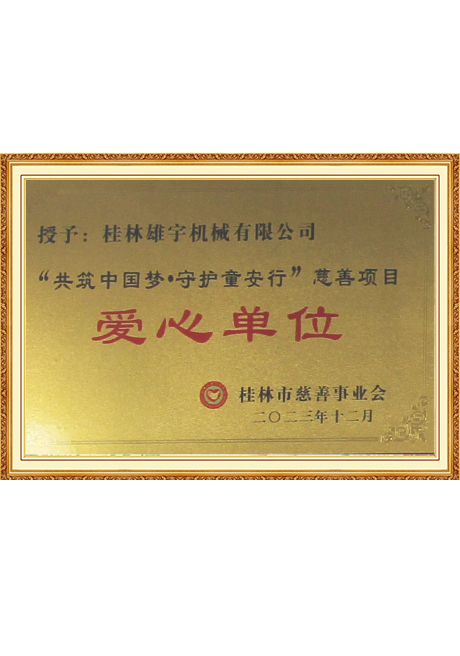 授予：桂林雄宇机械有限公司
“共筑中国梦·守护童安行”慈善项目
爱心单位
桂林市慈善事业会
二〇二三年十二月